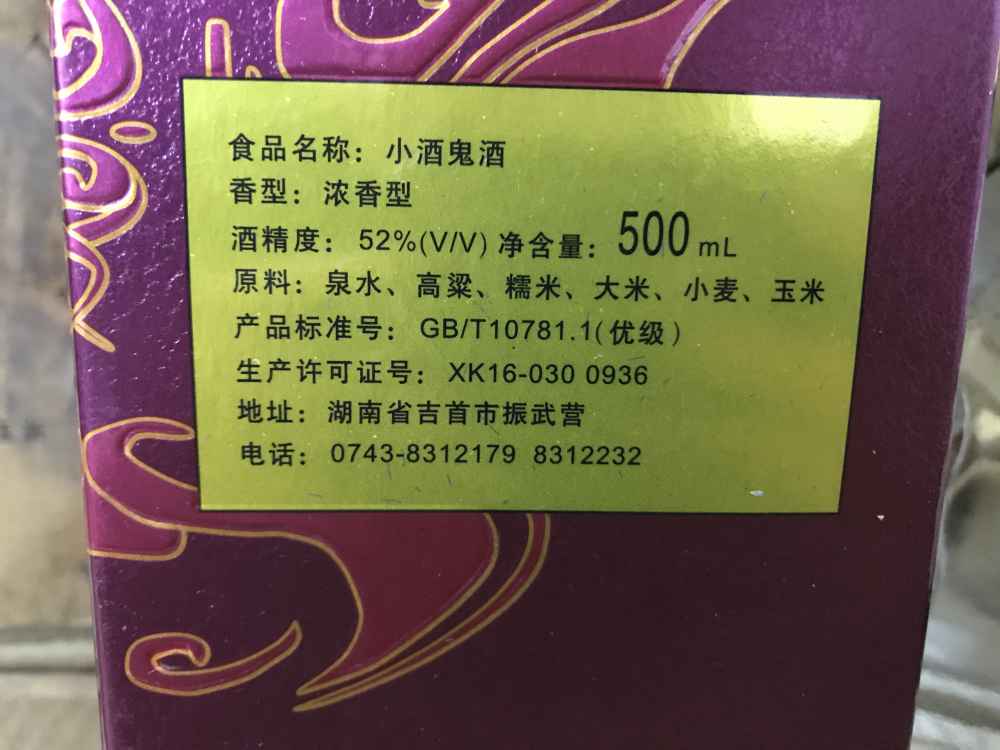 食品名称：小酒鬼酒
香型：浓香型
酒精度：52%(V/V) 净含量：500 mL
原料：泉水、高粱、糯米、大米、小麦、玉米
产品标准号：GB/T10781.1(优级)
生产许可证号：XK16-030 0936
地址：湖南省吉首市振武营
电话：0743-8312179 8312232